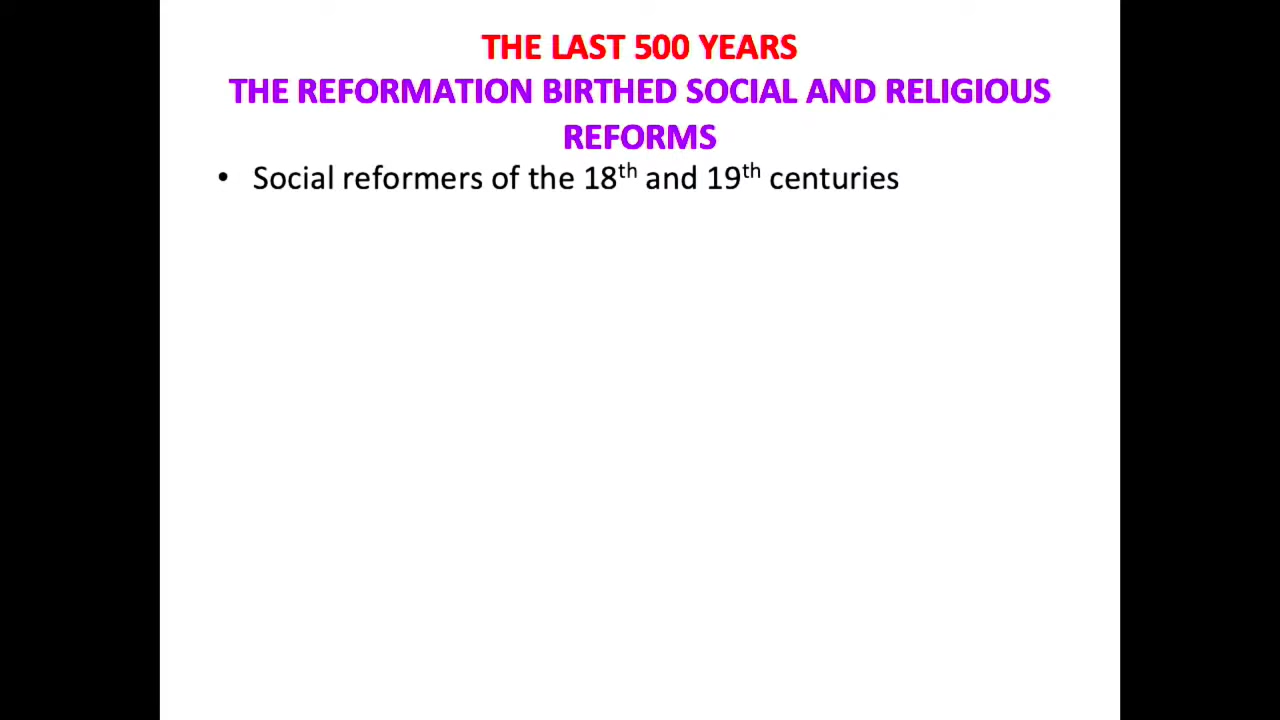 THE LAST 500 YEARS
THE REFORMATION BIRTHED SOCIAL AND RELIGIOUS
REFORMS
• Social reformers of the 18th and 19th centuries